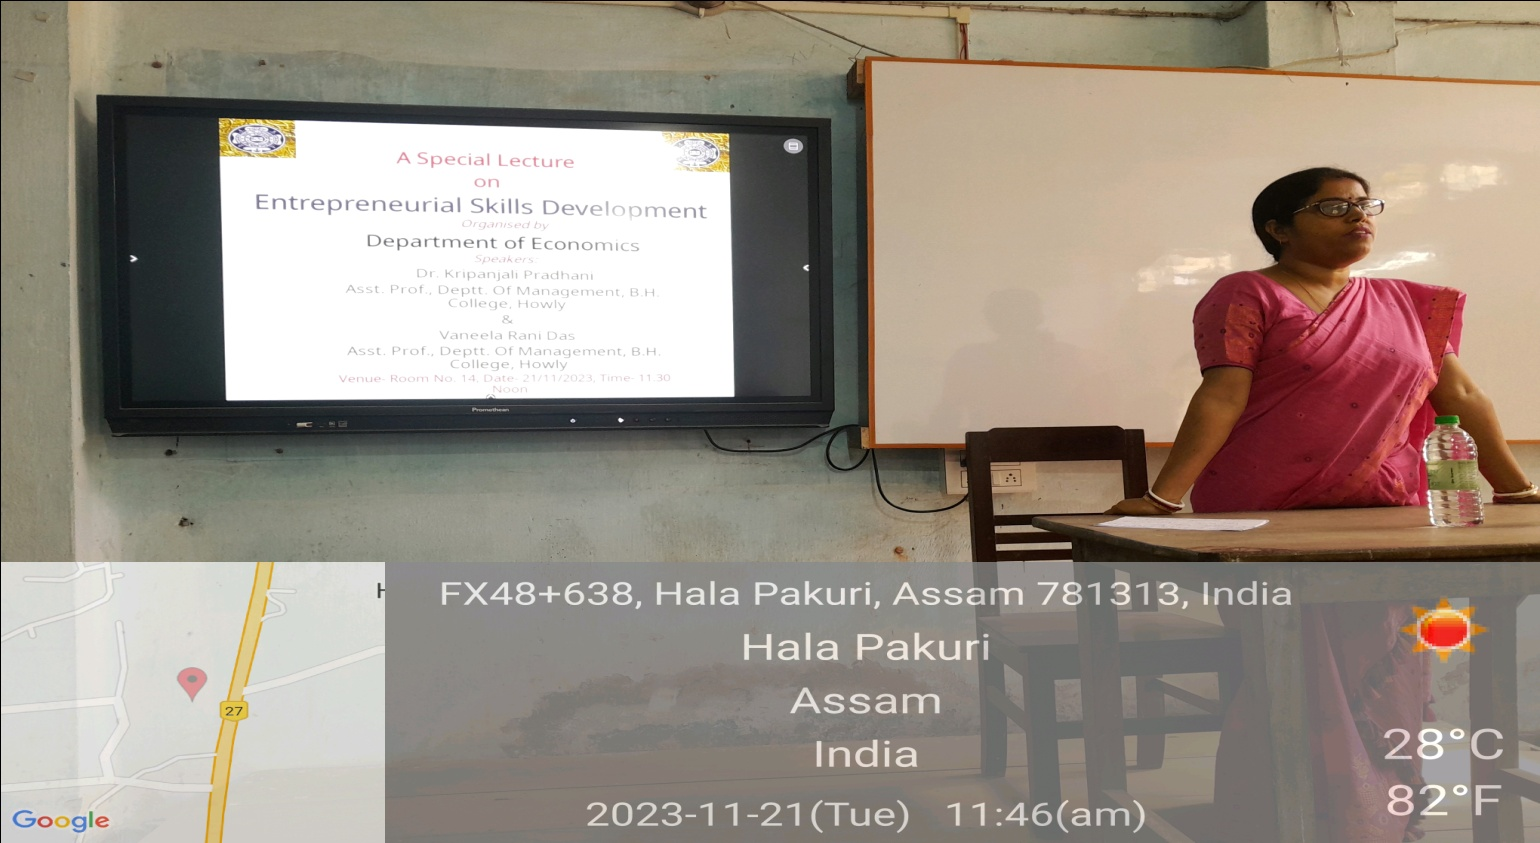 A Special Lecture
on
Entrepreneurial Skills Development
Organised by
Department of Economics
Speakers:
Dr. Kripanjali Pradhani
Asst. Prof., Deptt. Of Management, B.H.
College, Howly
&
Vaneela Rani Das
Asst. Prof., Deptt. Of Management, B.H.
College, Howly
Venue- Room No. 14, Date- 21/11/2023, Time- 11.30
Noon
Promethean
FX48+638, Hala Pakuri, Assam 781313, India
Hala Pakuri
Assam
India
2023-11-21(Tue) 11:46(am)
28°C
82°F
27
Google